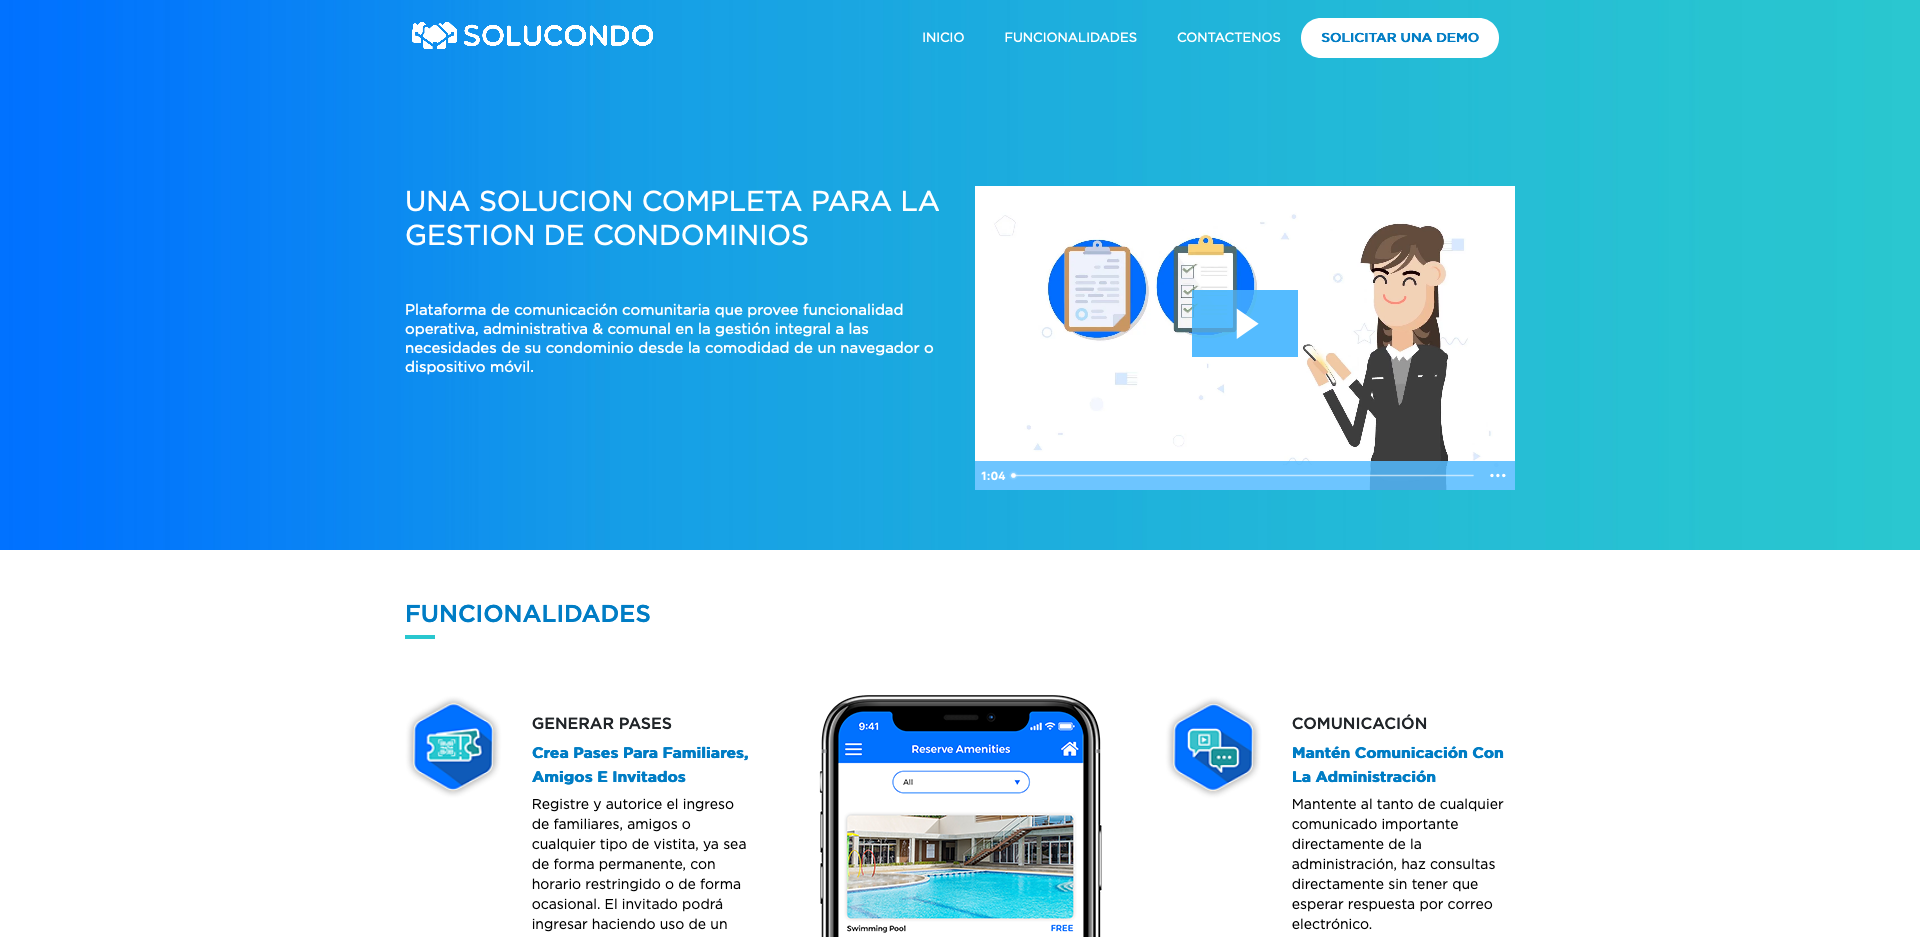 SOLUCONDO
INICIO
FUNCIONALIDADES
CONTACTENOS
SOLICITAR UNA DEMO
UNA SOLUCION COMPLETA PARA LA
GESTION DE CONDOMINIOS
Plataforma de comunicación comunitaria que provee funcionalidad
operativa, administrativa & comunal en la gestión integral a las
necesidades de su condominio desde la comodidad de un navegador o
dispositivo móvil.
1:04
FUNCIONALIDADES
GENERAR PASES
Crea Pases Para Familiares,
Amigos E Invitados
Registre y autorice el ingreso
de familiares, amigos o
cualquier tipo de vistita, ya sea
de forma permanente, con
horario restringido o de forma
ocasional. El invitado podrá
ingresar haciendo uso de un
9:41
Reserve Amenities
All
Swimming Pool
FREE
COMUNICACIÓN
Mantén Comunicación Con
La Administración
Mantente al tanto de cualquier
comunicado importante
directamente de la
administración, haz consultas
directamente sin tener que
esperar respuesta por correo
electrónico.